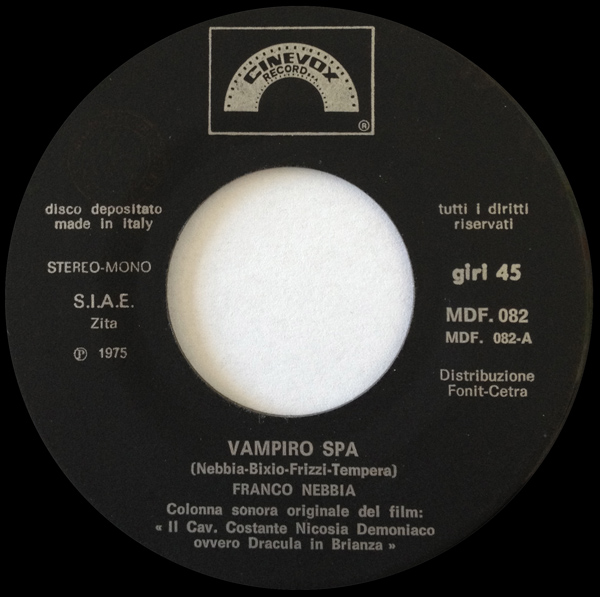 CINEVOX
RECORD
®
disco depositato
made in italy
STEREO-MONO
S.I.A.E.
Zita
℗ 1975
tutti i diritti
riservati
giri 45
MDF. 082
MDF. 082-A
Distribuzione
Fonit-Cetra
VAMPIRO SPA
(Nebbia-Bixio-Frizzi-Tempera)
FRANCO NEBBIA
Colonna sonora originale del film:
« Il Cav. Costante Nicosia Demoniaco
ovvero Dracula in Brianza »